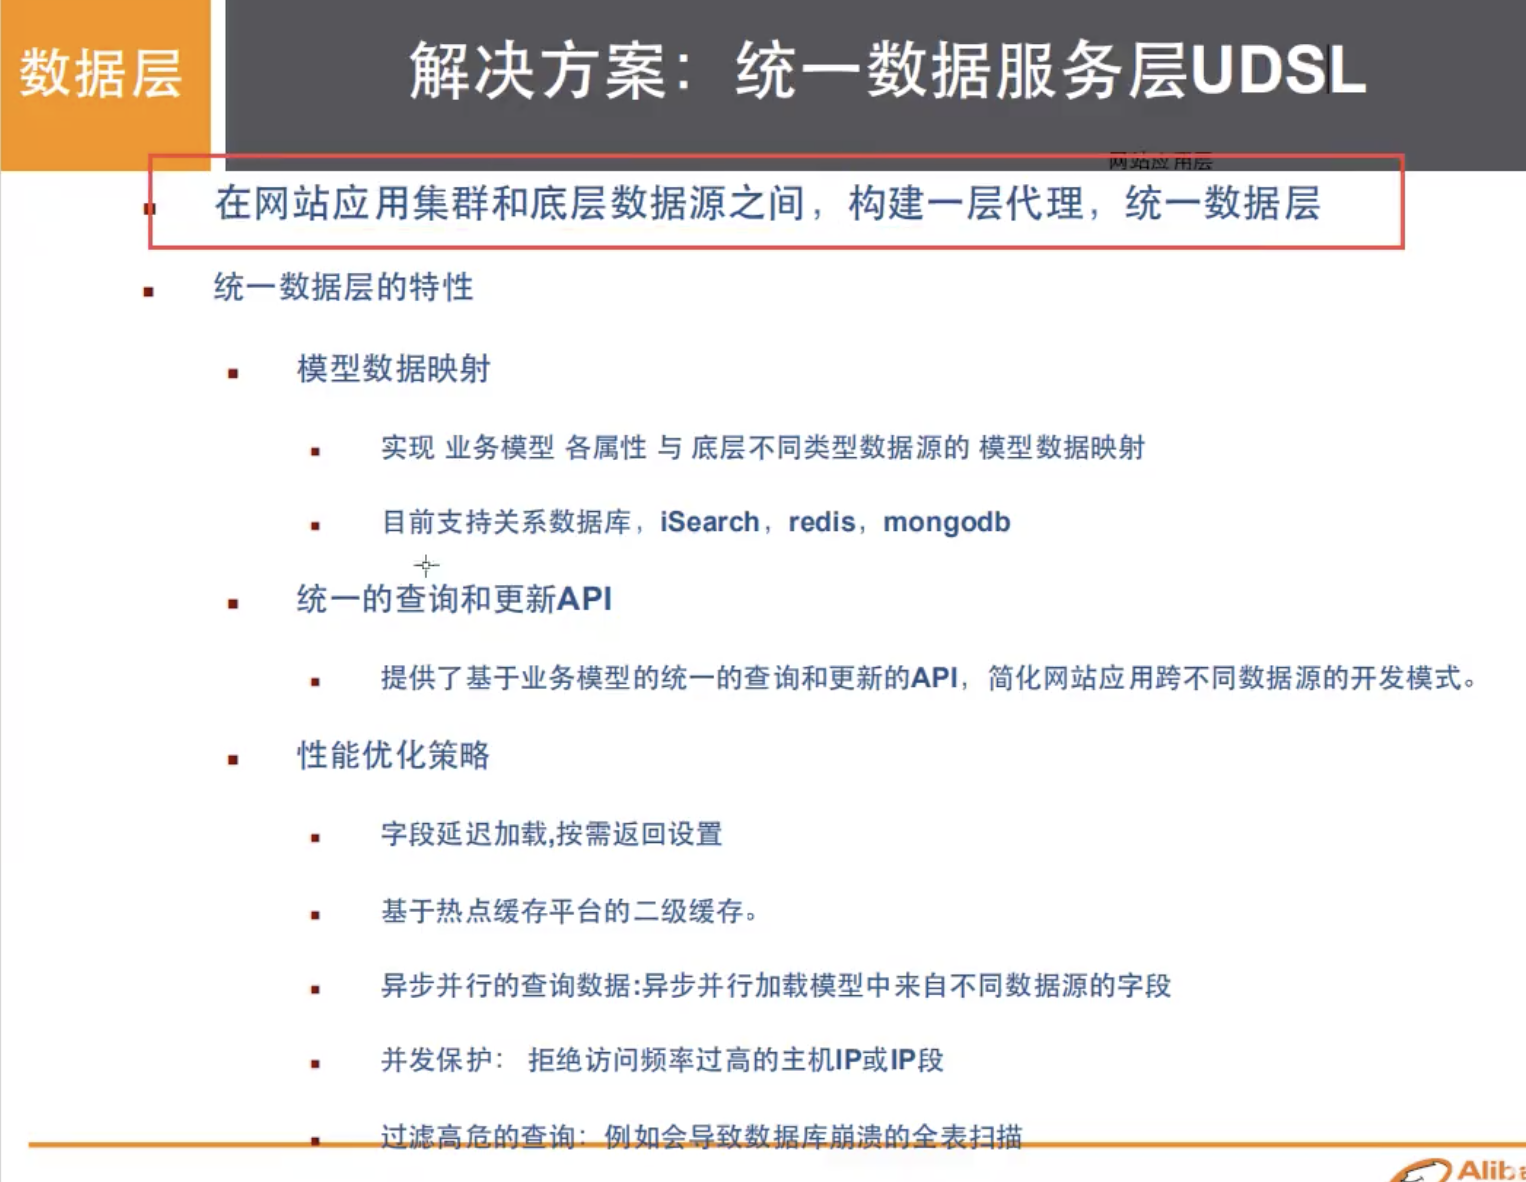 数据层
解决方案：统一数据服务层UDSL
网站应用层
在网站应用集群和底层数据源之间，构建一层代理，统一数据层
统一数据层的特性
模型数据映射
实现 业务模型 各属性 与 底层不同类型数据源的 模型数据映射
目前支持关系数据库，iSearch，redis，mongodb
统一的查询和更新API
提供了基于业务模型的统一的查询和更新的API，简化网站应用跨不同数据源的开发模式。
性能优化策略
字段延迟加载,按需返回设置
基于热点缓存平台的二级缓存。
异步并行的查询数据:异步并行加载模型中来自不同数据源的字段
并发保护： 拒绝访问频率过高的主机IP或IP段
过滤高危的查询：例如会导致数据库崩溃的全表扫描